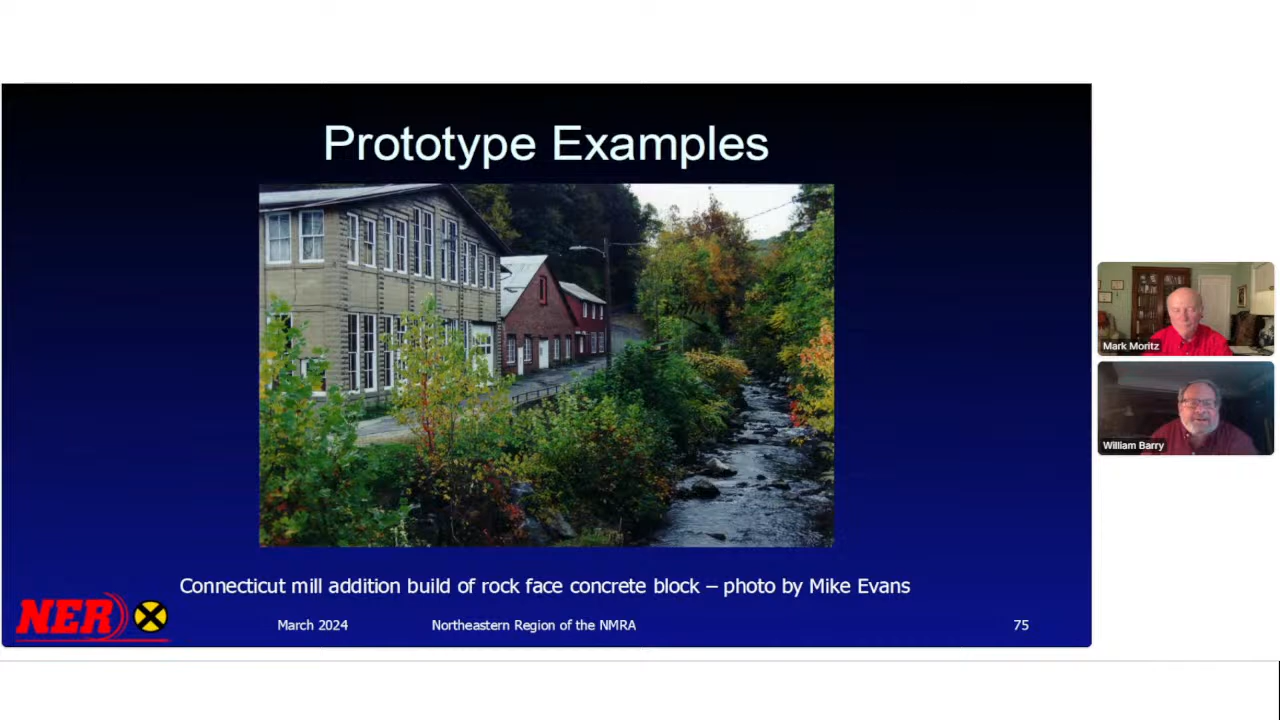 Prototype Examples
Connecticut mill addition build of rock face concrete block – photo by Mike Evans
NER
March 2024
Northeastern Region of the NMRA
75
Mark Moritz
William Barry